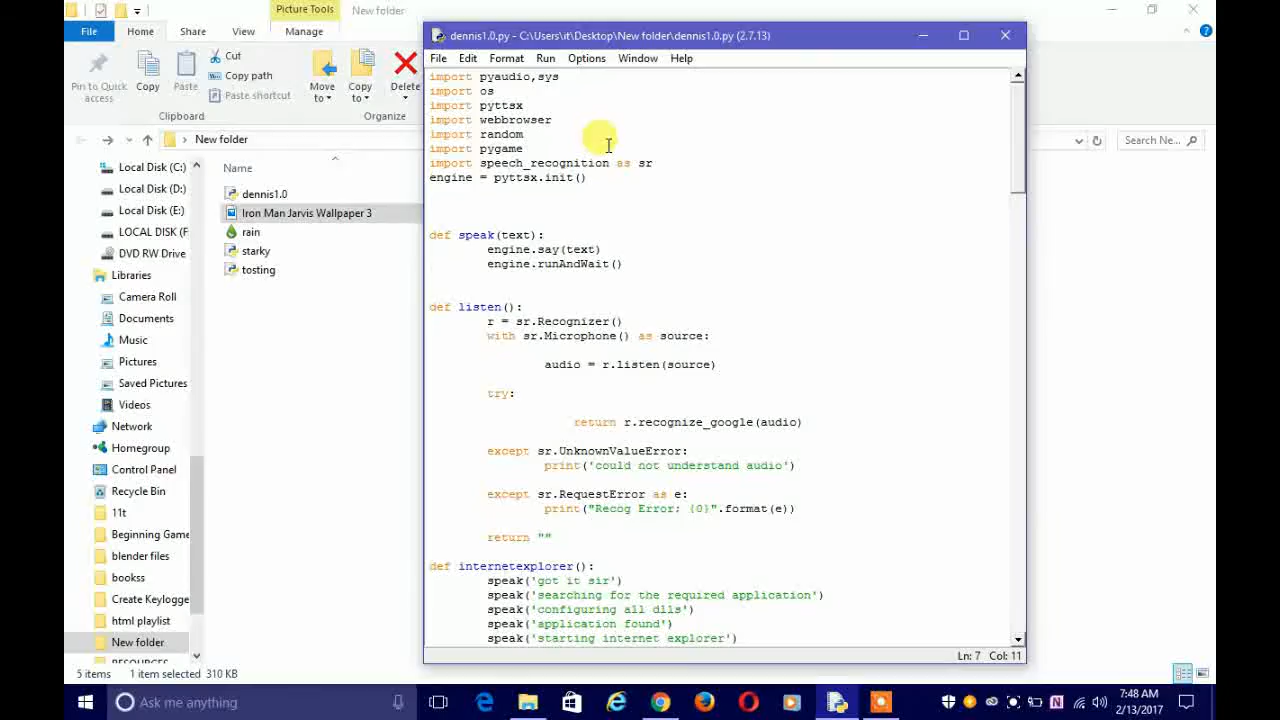 Picture Tools
New folder
File
Home
Share
View
Manage
Pin to Quick access
Copy
Paste
Cut
Copy path
Paste shortcut
Clipboard
Move to
Copy to
Delete
Organize
New folder
Search Ne...
Local Disk (C:)
Local Disk (D:)
Local Disk (E:)
LOCAL DISK (F
DVD RW Drive
Libraries
Camera Roll
Documents
Music
Pictures
Saved Pictures
Videos
Network
Homegroup
Control Panel
Recycle Bin
11t
Beginning Game
blender files
bookss
Create Keylogge
html playlist
New folder
Name
dennis1.0
Iron Man Jarvis Wallpaper 3
rain
starky
tosting
5 items 1 item selected 310 KB
dennis1.0.py - C:\Users\it\Desktop\New folder\dennis1.0.py (2.7.13)
File Edit Format Run Options Window Help
import pyaudio,sys
import os
import pyttsx
import webbrowser
import random
import pygame
import speech_recognition as sr
engine = pyttsx.init()
def speak(text):
engine.say(text)
engine.runAndWait()
def listen():
r = sr.Recognizer()
with sr.Microphone() as source:
audio = r.listen(source)
try:
return r.recognize_google(audio)
except sr.UnknownValueError:
print('could not understand audio')
except sr.RequestError as e:
print("Recog Error; {0}".format(e))
return ""
def internetexplorer():
speak('got it sir')
speak('searching for the required application')
speak('configuring all dlls')
speak('application found')
speak('starting internet explorer')
Ln: 7 Col: 11
Ask me anything
7:48 AM
2/13/2017